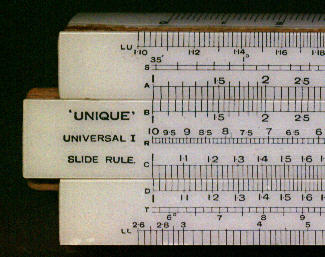 LU 1·10 1·12 1·14 1·16 1·18
S 35' 1°
A 1 1·5 2 2·5
'UNIQUE'
B 1 1·5 2 2·5
UNIVERSAL I R 10 9·5 9 8·5 8 7·5 7 6·5 6
SLIDE RULE. C 1 1·1 1·2 1·3 1·4 1·5 1·6
D 1 1·1 1·2 1·3 1·4 1·5 1·6
T 6° 7 8 9
LL 2·6 2·8 3 4 5